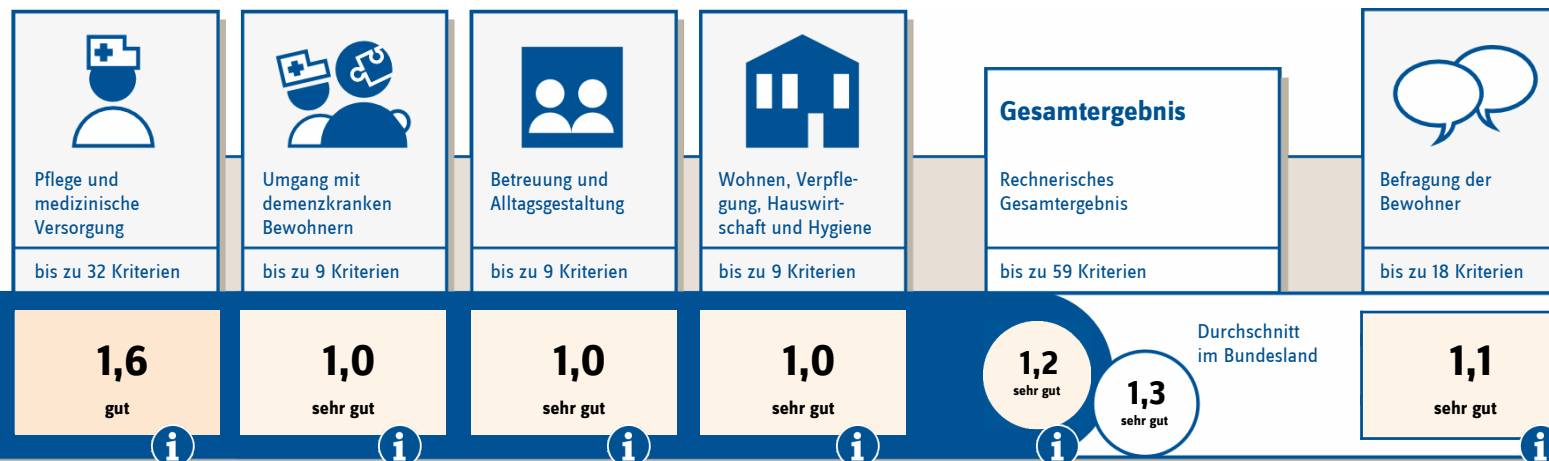 Pflege und
medizinische
Versorgung
bis zu 32 Kriterien
1,6
gut
i
Umgang mit
demenzkranken
Bewohnern
bis zu 9 Kriterien
1,0
sehr gut
i
Betreuung und
Alltagsgestaltung
bis zu 9 Kriterien
1,0
sehr gut
i
Wohnen, Verpfle-
gung, Hauswirt-
schaft und Hygiene
bis zu 9 Kriterien
1,0
sehr gut
i
Gesamtergebnis
Rechnerisches
Gesamtergebnis
bis zu 59 Kriterien
1,2
sehr gut
i
1,3
sehr gut
Durchschnitt
im Bundesland
Befragung der
Bewohner
bis zu 18 Kriterien
1,1
sehr gut
i